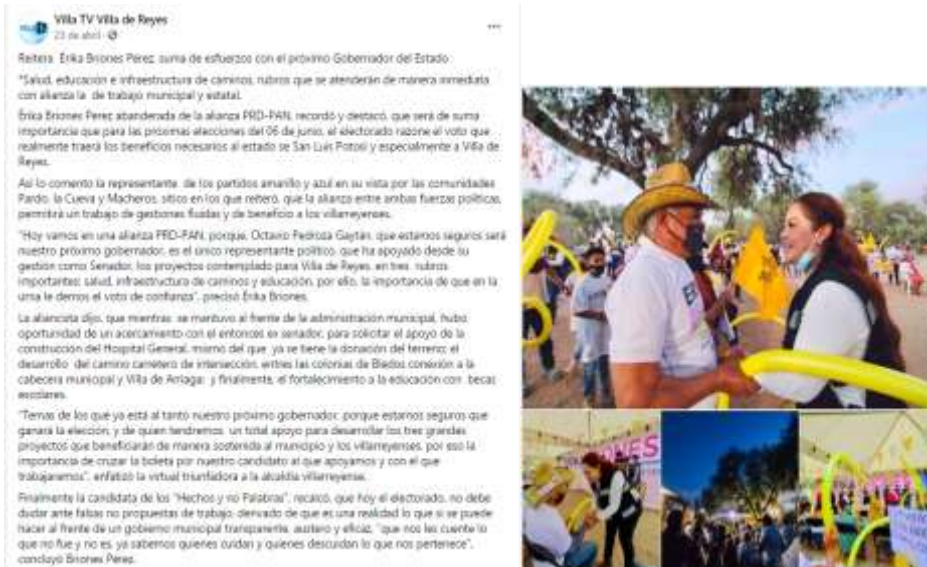 Villa TV Villa de Reyes
23 de abril ·
Reitera Erika Briones Pérez, suma de esfuerzos con el próximo Gobernador del Estado
*Salud, educación e infraestructura de caminos, rubros que se atenderán de manera inmediata
con alianza la de trabajo municipal y estatal.
Érika Briones Perez abanderada de la alianza PRD-PAN, recordó y destacó, que será de suma
importancia que para las próximas elecciones del 06 de junio, el electorado razone el voto que
realmente traerá los beneficios necesarios al estado se San Luis Potosí y especialmente a Villa de
Reyes.
Así lo comento la representante de los partidos amarillo y azul en su vista por las comunidades
Pardo, la Cueva y Macheros, sitios en los que reiteró, que la alianza entre ambas fuerzas políticas,
permitirá un trabajo de gestiones fluidas y de beneficio a los villarreyenses.
"Hoy vamos en una alianza PRD-PAN, porque, Octavio Pedroza Gaytán, que estamos seguros será
nuestro próximo gobernador, es el único representante político, que ha apoyado desde su
gestión como Senador, los proyectos contemplado para Villa de Reyes, en tres rubros
importantes: salud, infraestructura de caminos y educación, por ello, la importancia de que en la
urna le demos el voto de confianza", precisó Érika Briones.
La aliancista dijo, que mientras se mantuvo al frente de la administración municipal, hubo
oportunidad de un acercamiento con el entonces ex senador, para solicitar el apoyo de la
construcción del Hospital General, mismo del que ya se tiene la donación del terreno; el
desarrollo del camino carretero de intersección, entries las colonias de Bledos conexión a la
cabecera municipal y Villa de Arriaga; y finalmente, el fortalecimiento a la educación con becas
escolares.
"Temas de los que ya está al tanto nuestro próximo gobernador, porque estamos seguros que
ganará la elección, y de quien tendremos un total apoyo para desarrollar los tres grandes
proyectos que beneficiarán de manera sostenida al municipio y los villarreyenses, por eso la
importancia de cruzar la boleta por nuestro candidato al que apoyamos y con el que
trabajaremos", enfatizó la virtual triunfadora a la alcaldía villarreyense.
Finalmente la candidata de los "Hechos y no Palabras", recalcó, que hoy el electorado, no debe
dudar ante falsas no propuestas de trabajo, derivado de que es una realidad lo que si se puede
hacer al frente de un gobierno municipal transparente, austero y eficaz, "que nos les cuente lo
que no fue y no es, ya sabemos quienes cuidan y quienes descuidan lo que nos pertenece",
concluyó Briones Pérez.